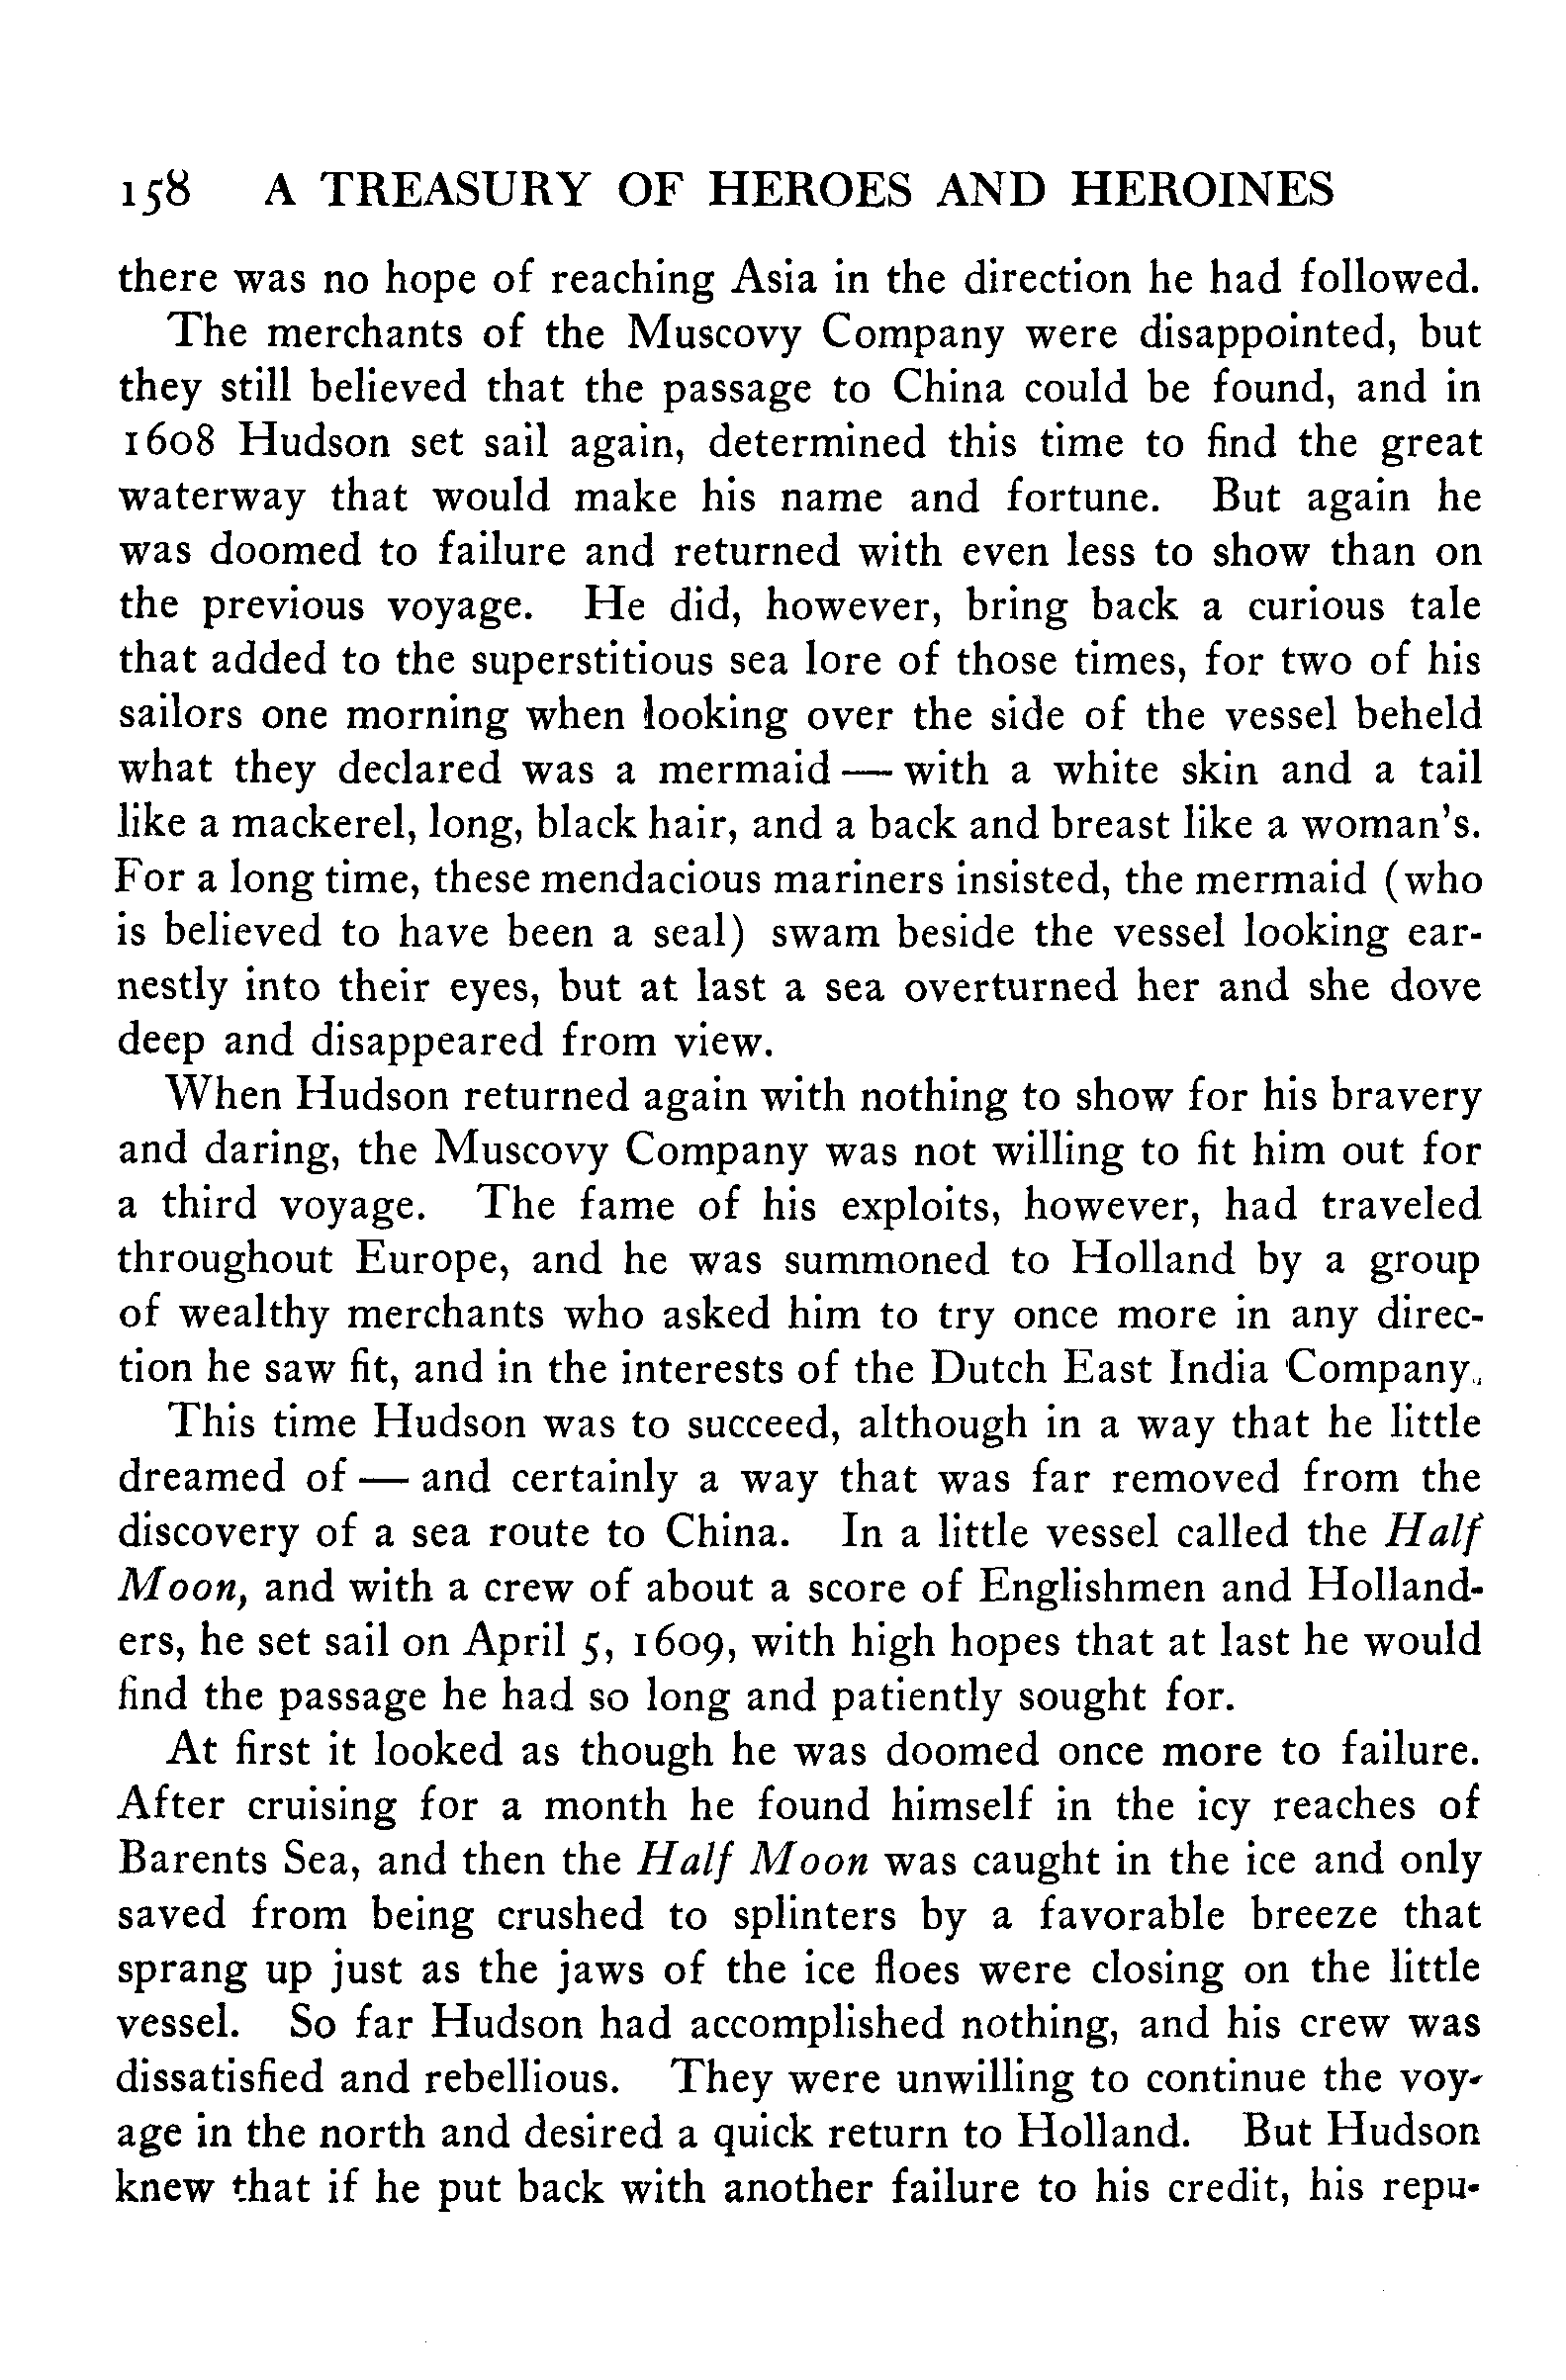 158 A TREASURY OF HEROES AND HEROINES
there was no hope of reaching Asia in the direction he had followed.
The merchants of the Muscovy Company were disappointed, but
they still believed that the passage to China could be found, and in
1608 Hudson set sail again, determined this time to find the great
waterway that would make his name and fortune. But again he
was doomed to failure and returned with even less to show than on
the previous voyage. He did, however, bring back a curious tale
that added to the superstitious sea lore of those times, for two of his
sailors one morning when looking over the side of the vessel beheld
what they declared was a mermaid — with a white skin and a tail
like a mackerel, long, black hair, and a back and breast like a woman's.
For a long time, these mendacious mariners insisted, the mermaid (who
is believed to have been a seal) swam beside the vessel looking ear-
nestly into their eyes, but at last a sea overturned her and she dove
deep and disappeared from view.
When Hudson returned again with nothing to show for his bravery
and daring, the Muscovy Company was not willing to fit him out for
a third voyage. The fame of his exploits, however, had traveled
throughout Europe, and he was summoned to Holland by a group
of wealthy merchants who asked him to try once more in any direc-
tion he saw fit, and in the interests of the Dutch East India Company.
This time Hudson was to succeed, although in a way that he little
dreamed of — and certainly a way that was far removed from the
discovery of a sea route to China. In a little vessel called the Half
Moon, and with a crew of about a score of Englishmen and Holland-
ers, he set sail on April 5, 1609, with high hopes that at last he would
find the passage he had so long and patiently sought for.
At first it looked as though he was doomed once more to failure.
After cruising for a month he found himself in the icy reaches of
Barents Sea, and then the Half Moon was caught in the ice and only
saved from being crushed to splinters by a favorable breeze that
sprang up just as the jaws of the ice floes were closing on the little
vessel. So far Hudson had accomplished nothing, and his crew was
dissatisfied and rebellious. They were unwilling to continue the voy-
age in the north and desired a quick return to Holland. But Hudson
knew that if he put back with another failure to his credit, his repu-